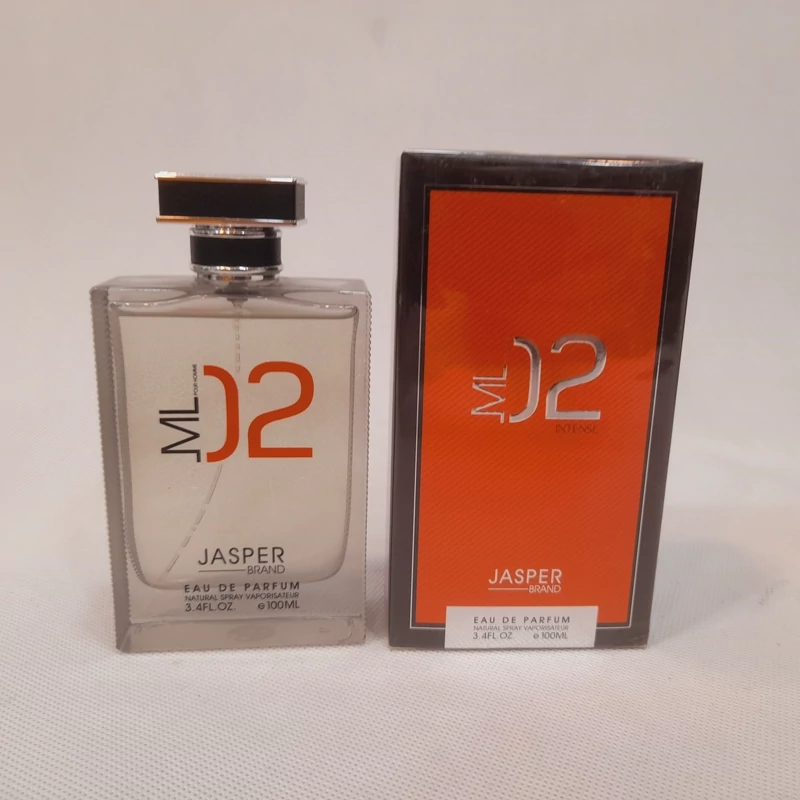 ML
POUR HOMME
02
JASPER
BRAND
EAU DE PARFUM
NATURAL SPRAY VAPORISATEUR
3.4FL.OZ. ℮100ML
ML
02
INTENSE
JASPER
BRAND
EAU DE PARFUM
NATURAL SPRAY VAPORISATEUR
3.4FL.OZ. ℮100ML